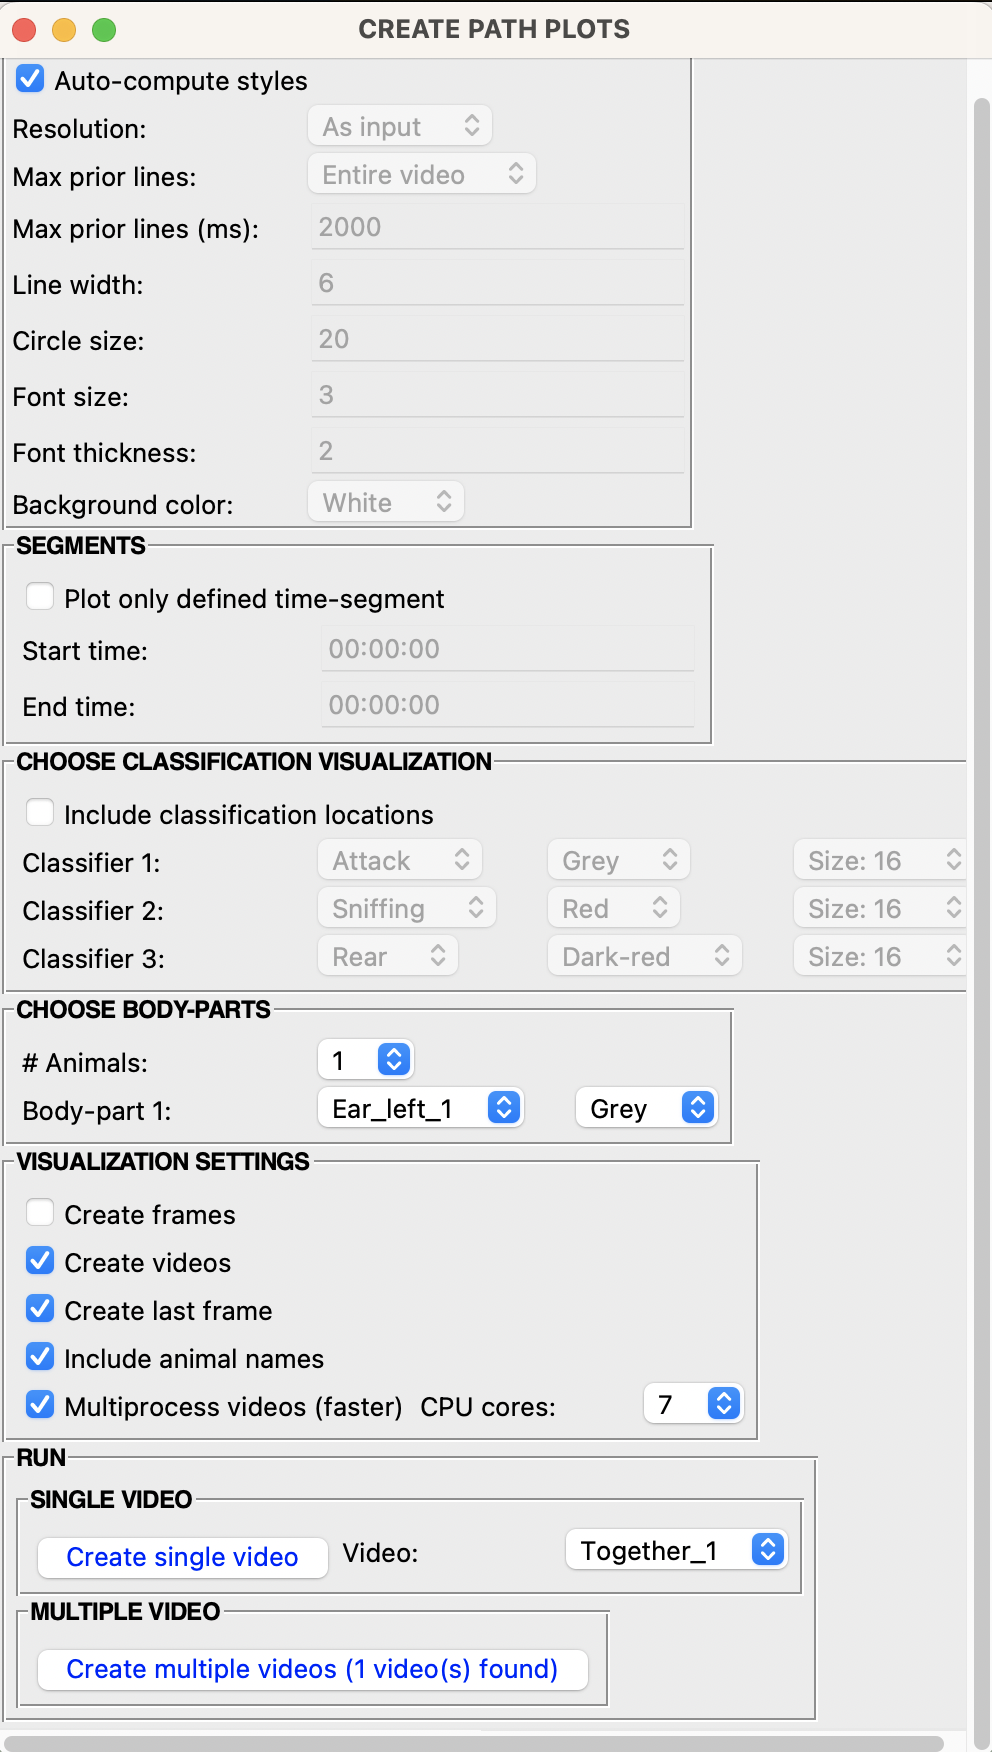 CREATE PATH PLOTS
Auto-compute styles
Resolution: As input
Max prior lines: Entire video
Max prior lines (ms): 2000
Line width: 6
Circle size: 20
Font size: 3
Font thickness: 2
Background color: White
SEGMENTS
Plot only defined time-segment
Start time: 00:00:00
End time: 00:00:00
CHOOSE CLASSIFICATION VISUALIZATION
Include classification locations
Classifier 1: Attack Grey Size: 16
Classifier 2: Sniffing Red Size: 16
Classifier 3: Rear Dark-red Size: 16
CHOOSE BODY-PARTS
# Animals: 1
Body-part 1: Ear_left_1 Grey
VISUALIZATION SETTINGS
Create frames
Create videos
Create last frame
Include animal names
Multiprocess videos (faster) CPU cores: 7
RUN
SINGLE VIDEO
Create single video Video: Together_1
MULTIPLE VIDEO
Create multiple videos (1 video(s) found)